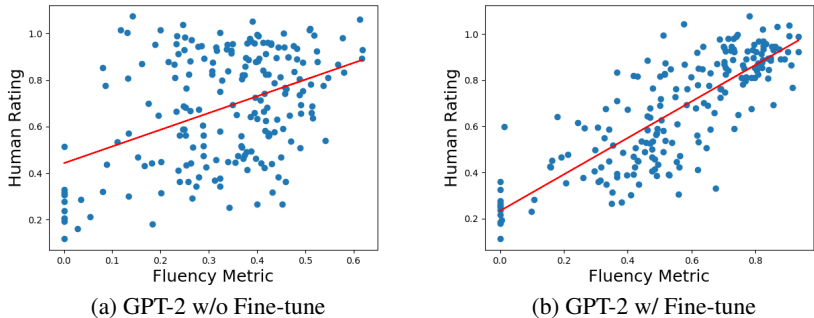 Human Rating
1.0
0.8
0.6
0.4
0.2
0.0 0.1 0.2 0.3 0.4 0.5 0.6
Fluency Metric
(a) GPT-2 w/o Fine-tune
Human Rating
1.0
0.8
0.6
0.4
0.2
0.0 0.2 0.4 0.6 0.8
Fluency Metric
(b) GPT-2 w/ Fine-tune